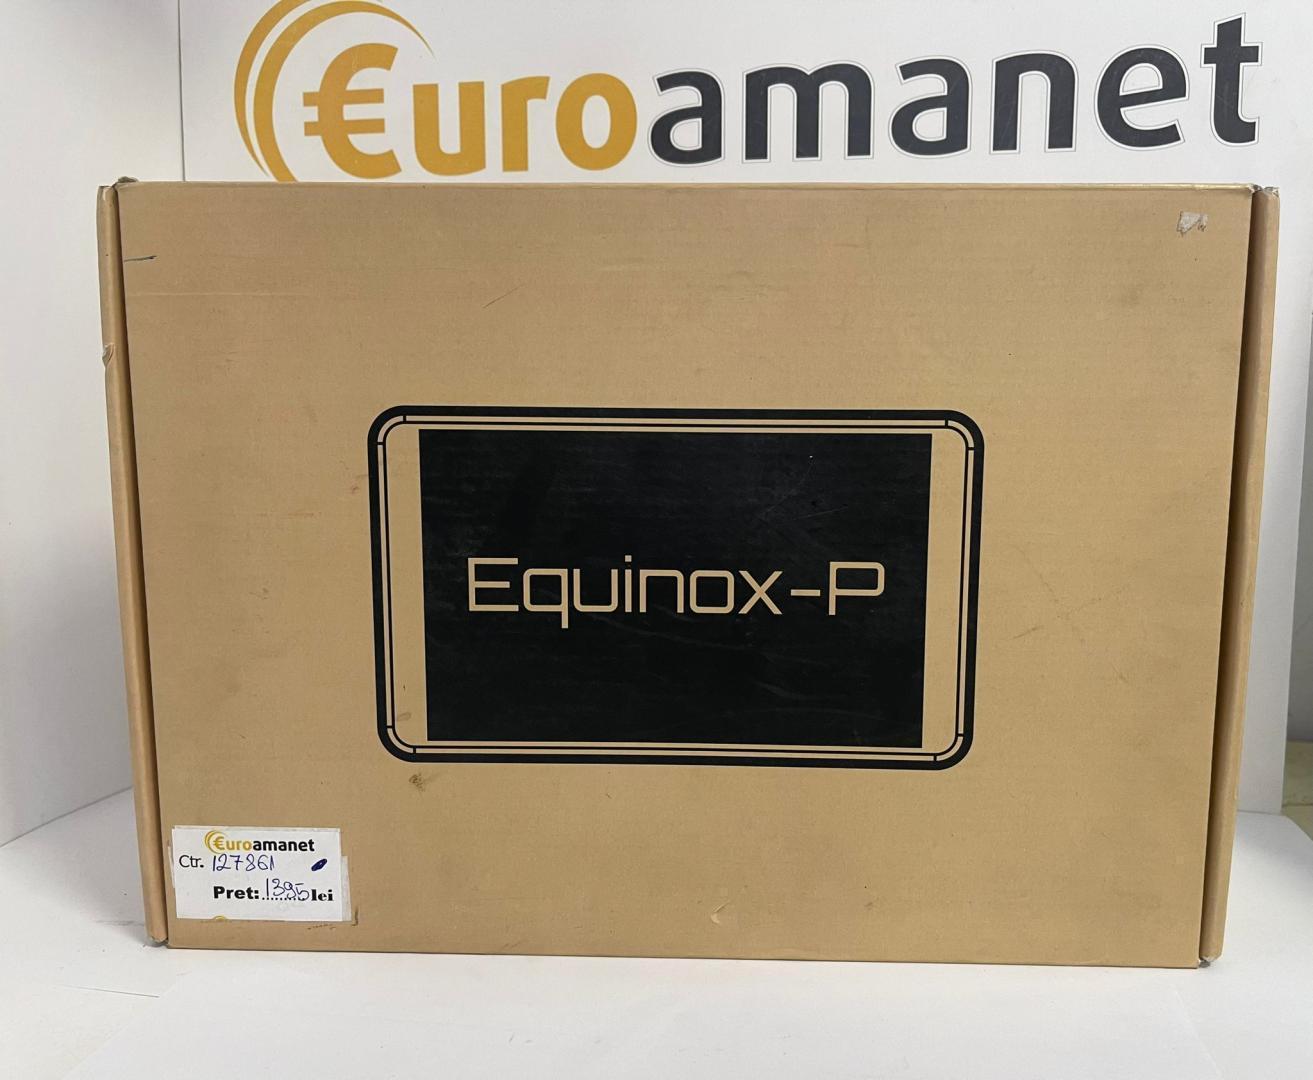 €uroamanet
Equinox-P
€uroamanet
Ctr. 127861
Pret:.1395.lei